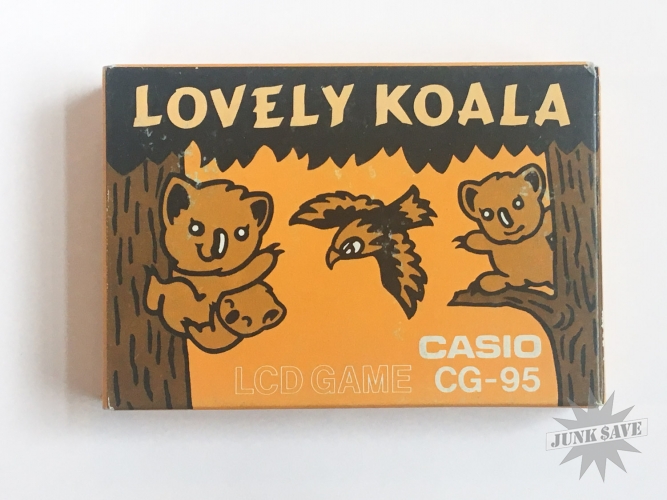 LOVELY KOALA
CASIO
LCD GAME CG-95
JUNK SAVE